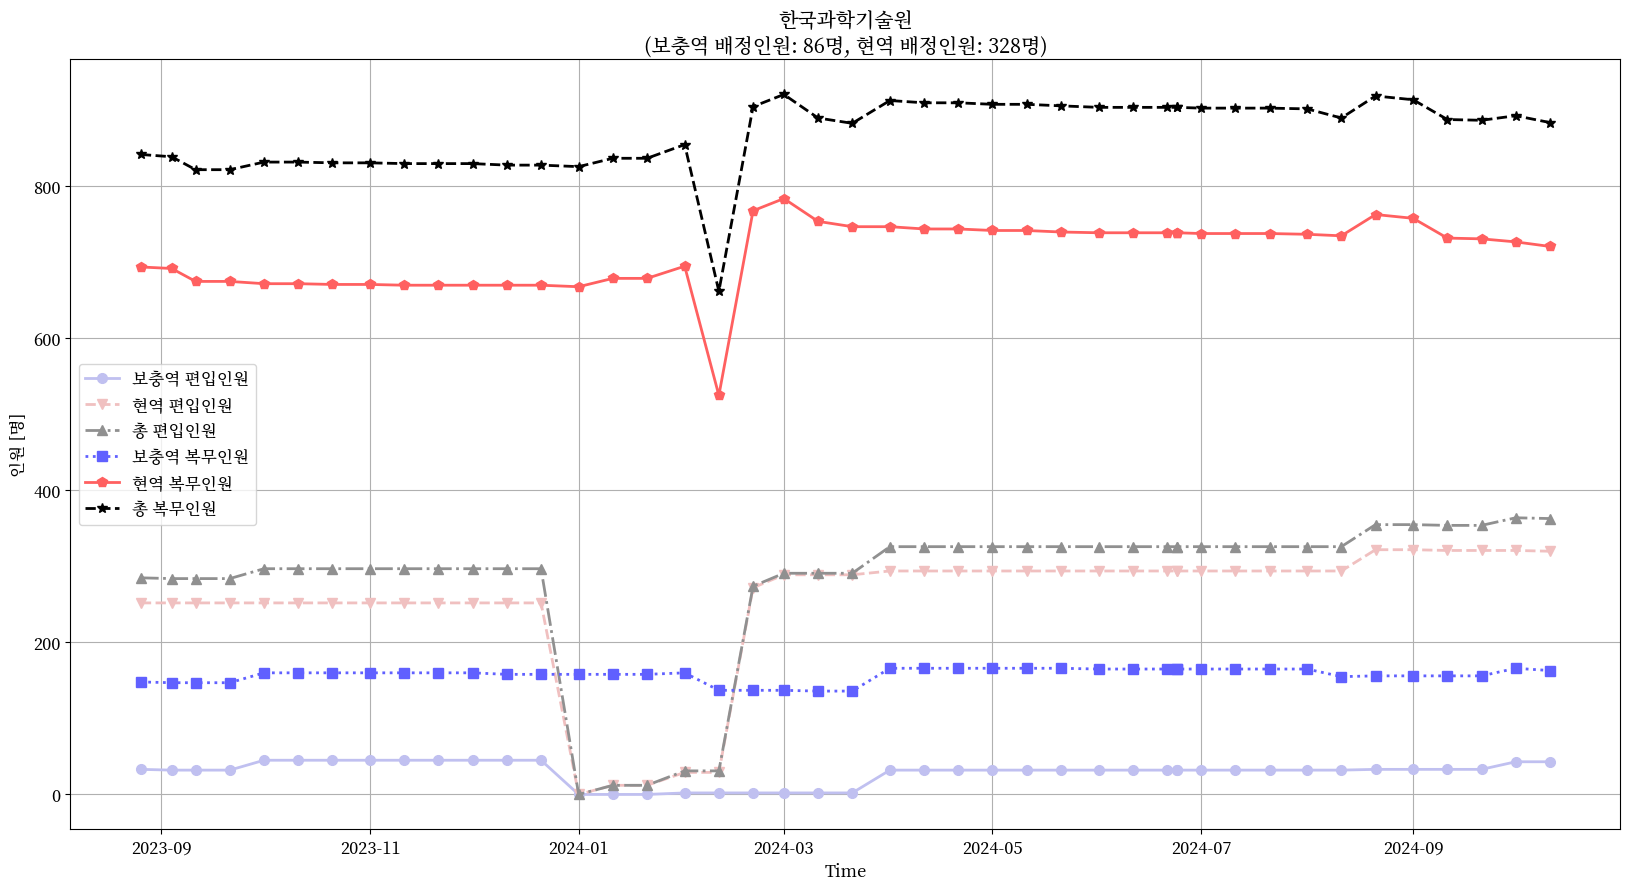 한국과학기술원
(보충역 배정인원: 86명, 현역 배정인원: 328명)
인원 [명]
800
600
400
200
0
보충역 편입인원
현역 편입인원
총 편입인원
보충역 복무인원
현역 복무인원
총 복무인원
2023-09
2023-11
2024-01
2024-03
2024-05
2024-07
2024-09
Time